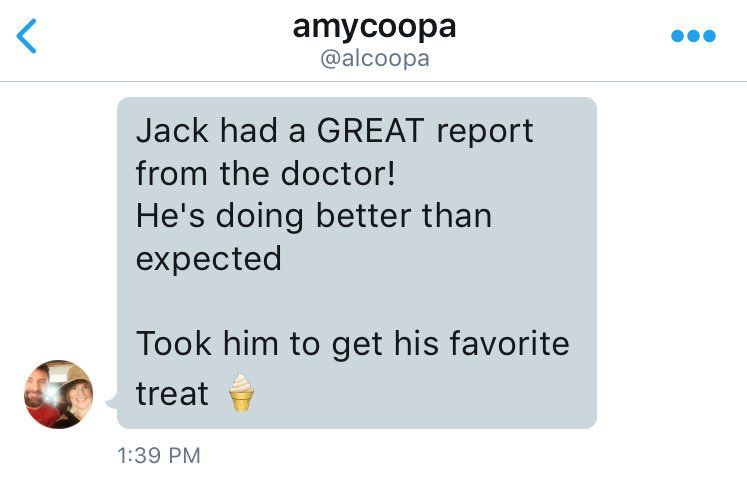 amycoopa
@alcoopa
Jack had a GREAT report
from the doctor!
He's doing better than
expected
Took him to get his favorite
treat 🍦
1:39 PM